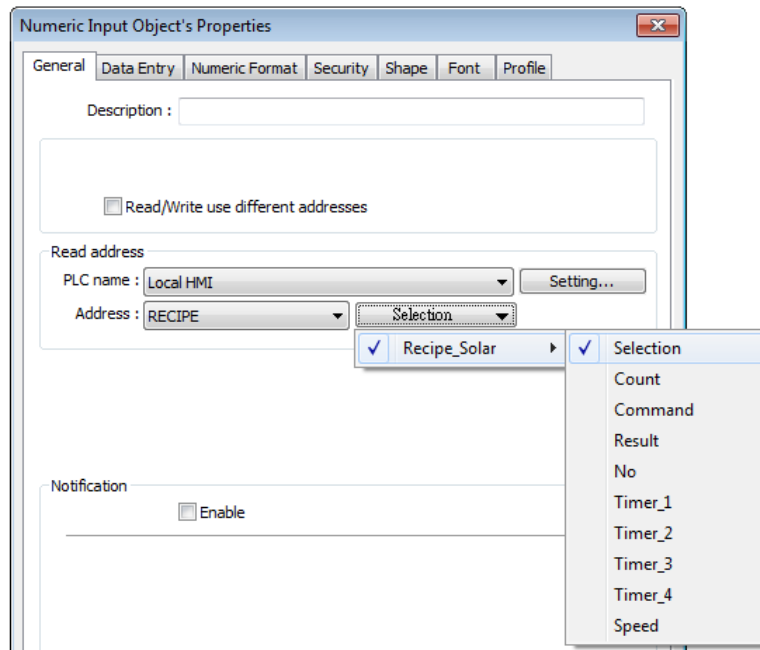 Numeric Input Object's Properties
General Data Entry Numeric Format Security Shape Font Profile
Description :
Read/Write use different addresses
Read address
PLC name : Local HMI Setting...
Address : RECIPE Selection
Recipe_Solar Selection
Count
Command
Result
No
Timer_1
Timer_2
Timer_3
Timer_4
Speed
Notification
Enable